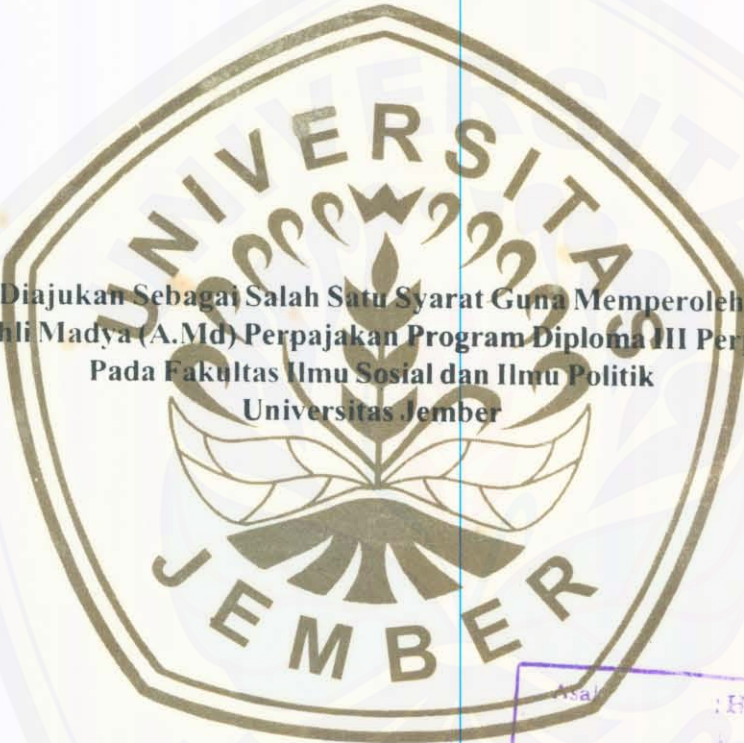 UNIVERSITAS
Diajukan Sebagai Salah Satu Syarat Guna Memperoleh
hli Madya (A.Md) Perpajakan Program Diploma III Per
Pada Fakultas Ilmu Sosial dan Ilmu Politik
Universitas Jember
JEMBER
Asal : H